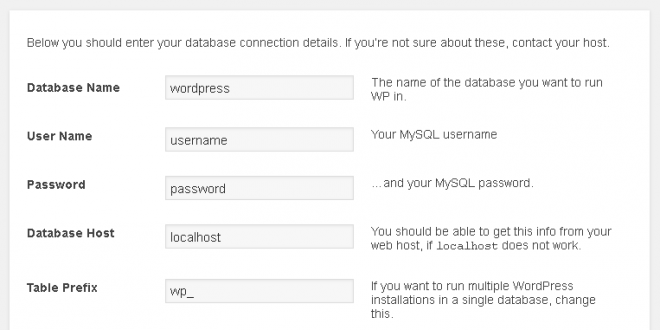 Below you should enter your database connection details. If you're not sure about these, contact your host.
Database Name
wordpress
The name of the database you want to run
WP in.
User Name
username
Your MySQL username
Password
password
...and your MySQL password.
Database Host
localhost
You should be able to get this info from your
web host, if localhost does not work.
Table Prefix
wp_
If you want to run multiple WordPress
installations in a single database, change
this.